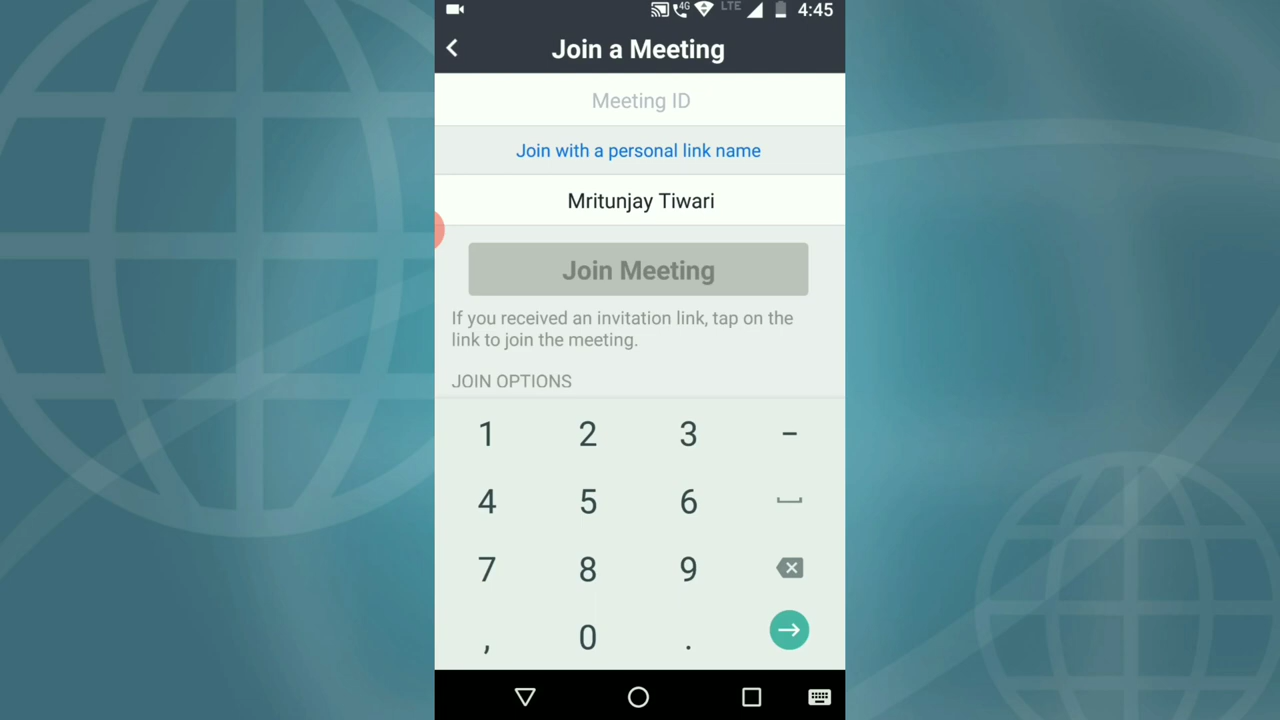 4G LTE 4:45
Join a Meeting
Meeting ID
Join with a personal link name
Mritunjay Tiwari
Join Meeting
If you received an invitation link, tap on the
link to join the meeting.
JOIN OPTIONS
1 2 3 -
4 5 6
7 8 9
, 0 .